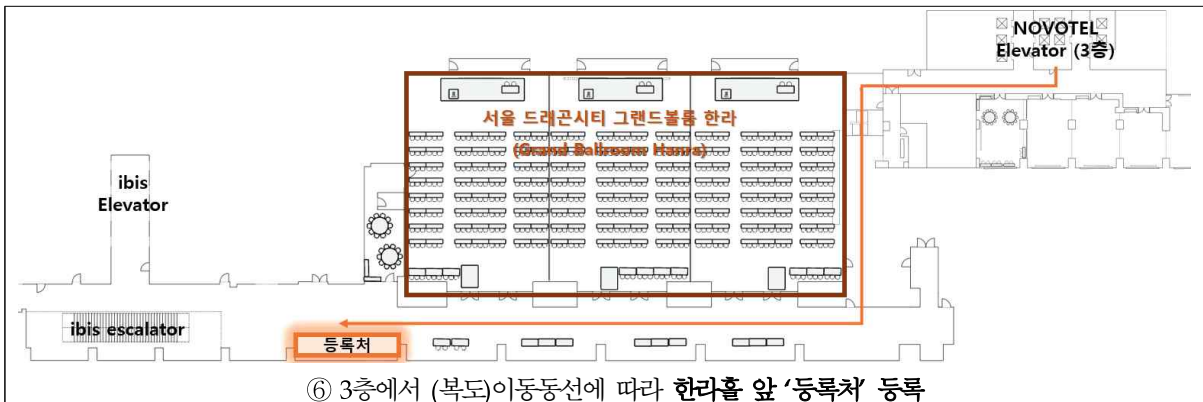 NOVOTEL
Elevator (3층)
서울 드래곤시티 그랜드볼룸 한라
(Grand Ballroom Hanra)
ibis
Elevator
ibis escalator
등록처
⑥ 3층에서 (복도)이동동선에 따라 한라홀 앞 '등록처' 등록